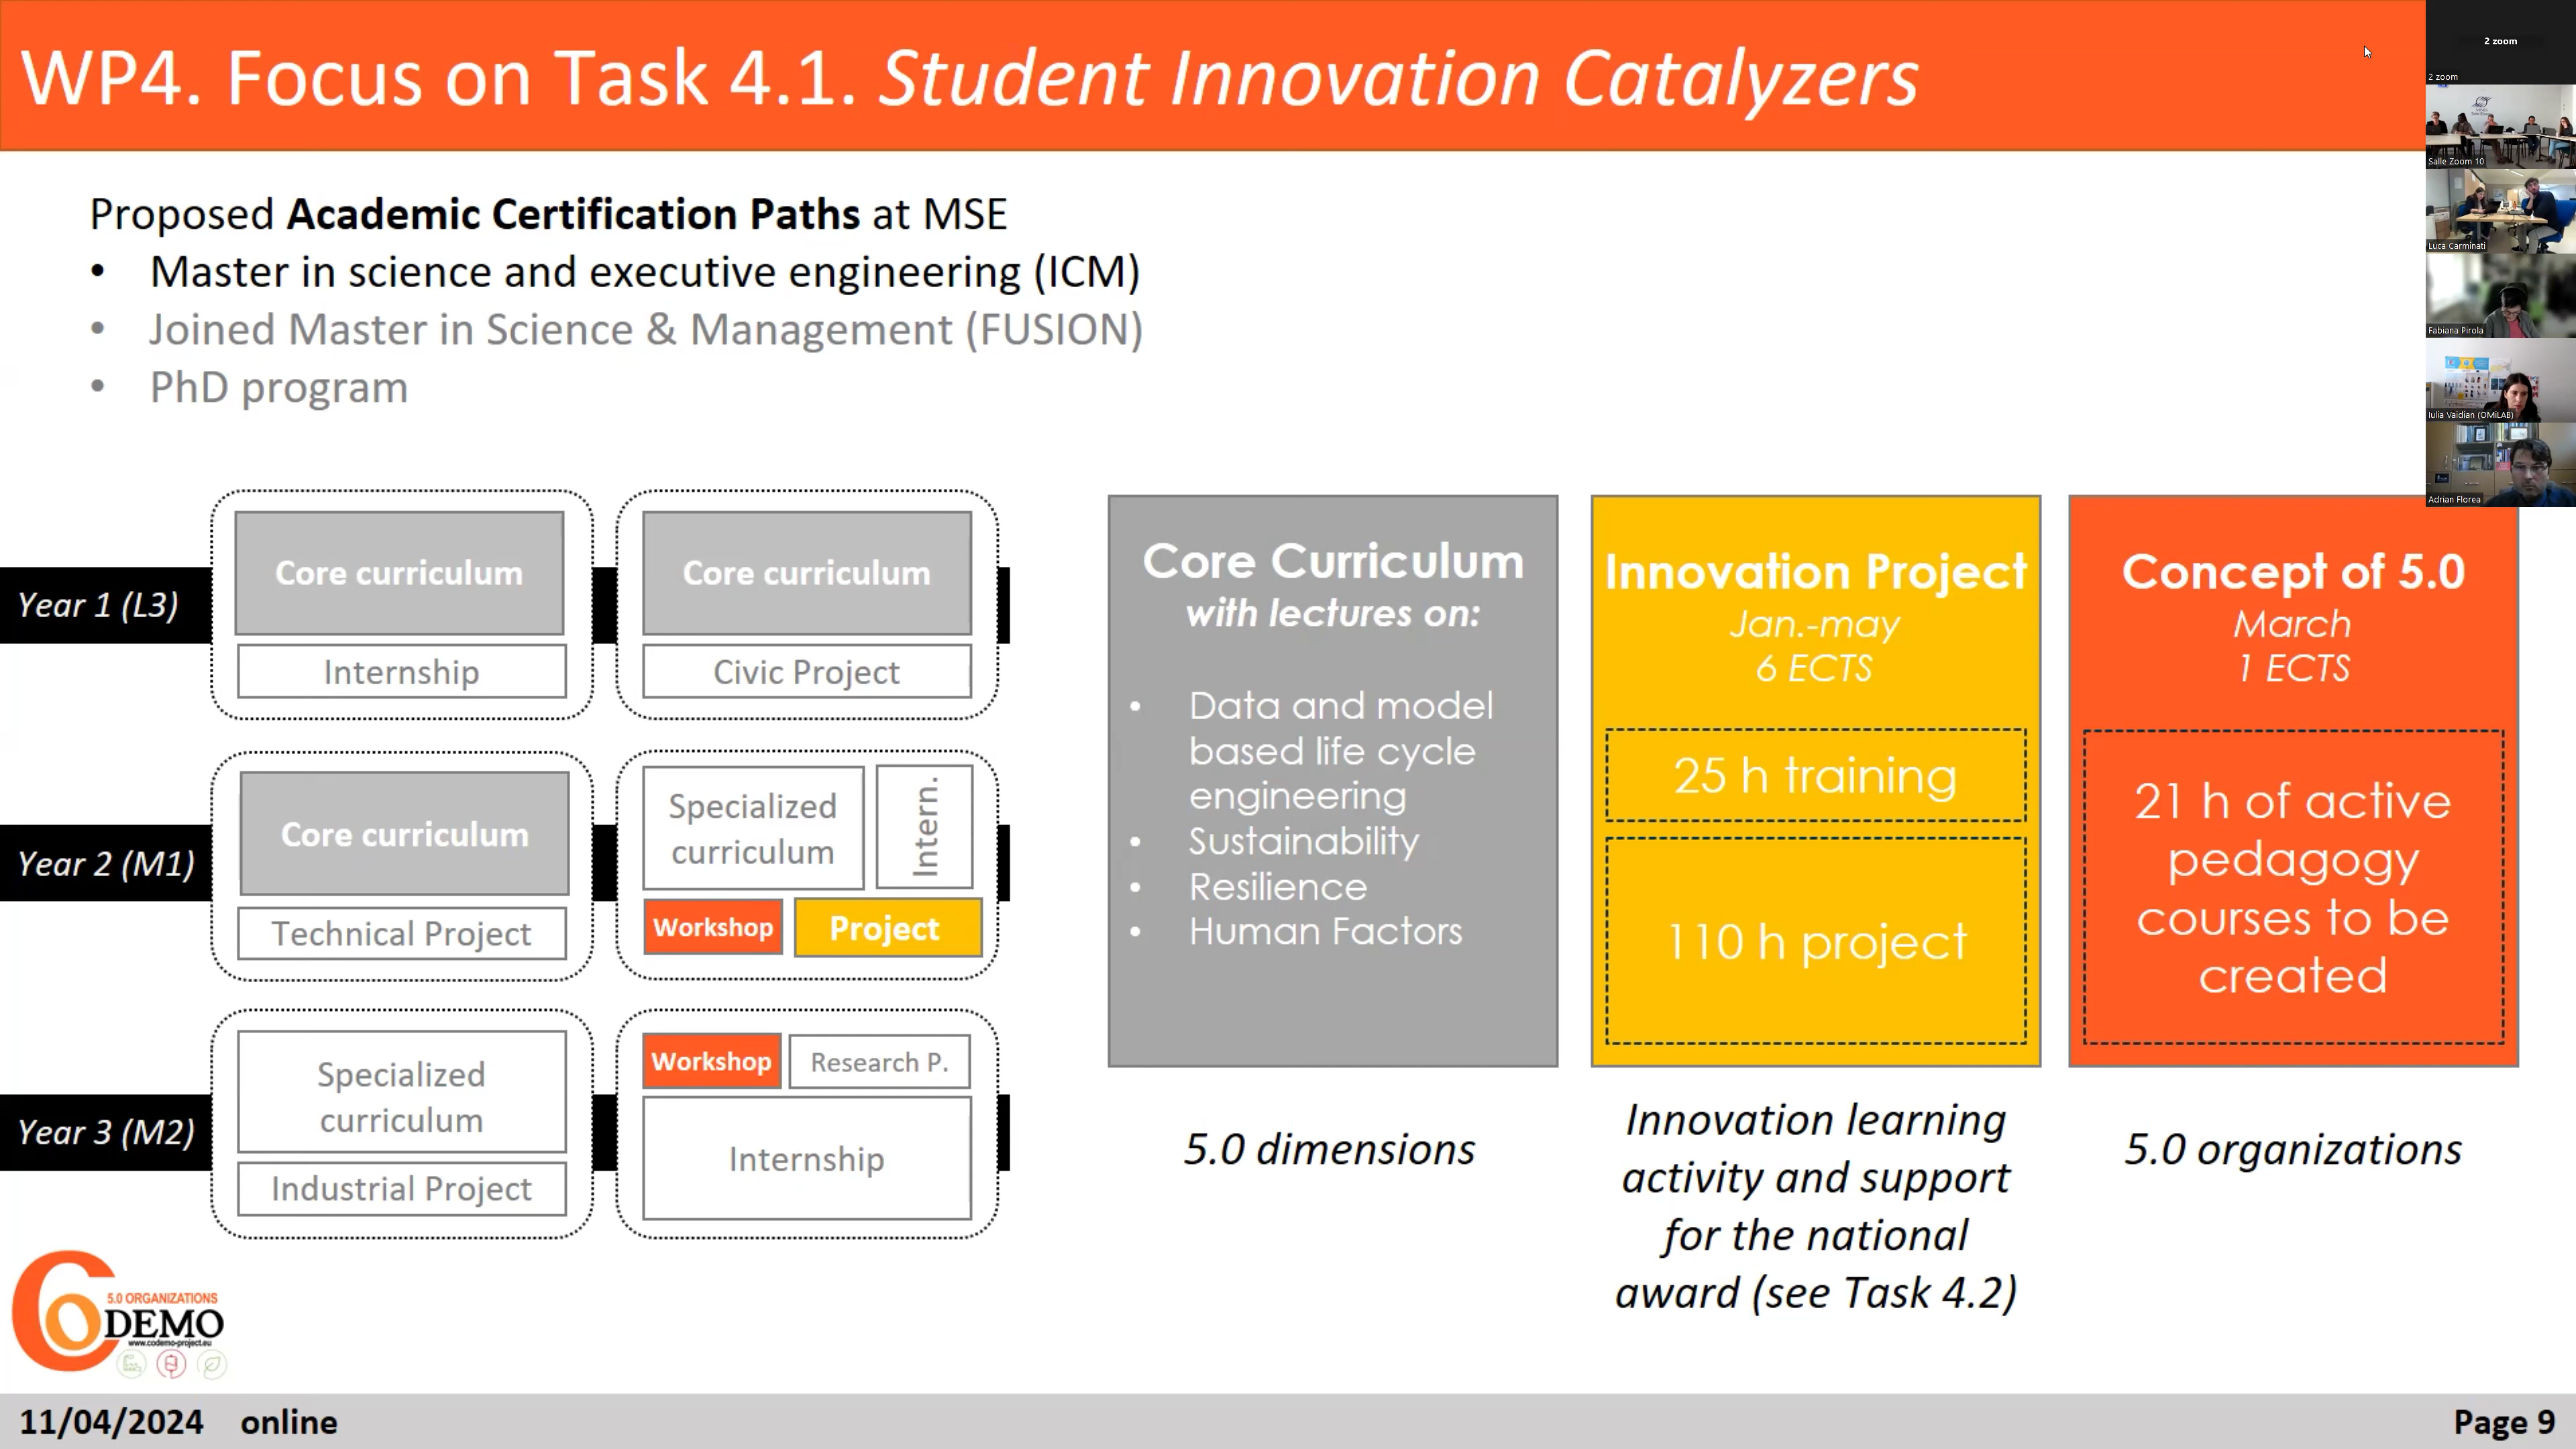 WP4. Focus on Task 4.1. Student Innovation Catalyzers
2 zoom
2 zoom
Salle Zoom 10
Luca Carminati
Fabiana Pirola
Iulia Vaidian (OMiLAB)
Adrian Florea
Proposed Academic Certification Paths at MSE
• Master in science and executive engineering (ICM)
• Joined Master in Science & Management (FUSION)
• PhD program
Year 1 (L3)
Core curriculum
Internship
Core curriculum
Civic Project
Year 2 (M1)
Core curriculum
Technical Project
Specialized
curriculum
Intern.
Workshop
Project
Year 3 (M2)
Specialized
curriculum
Industrial Project
Workshop
Research P.
Internship
Core Curriculum
with lectures on:
• Data and model
based life cycle
engineering
• Sustainability
• Resilience
• Human Factors
5.0 dimensions
Innovation Project
Jan.-may
6 ECTS
25 h training
110 h project
Innovation learning
activity and support
for the national
award (see Task 4.2)
Concept of 5.0
March
1 ECTS
21 h of active
pedagogy
courses to be
created
5.0 organizations
5.0 ORGANIZATIONS
CODEMO
www.codemo-project.eu
11/04/2024 online
Page 9